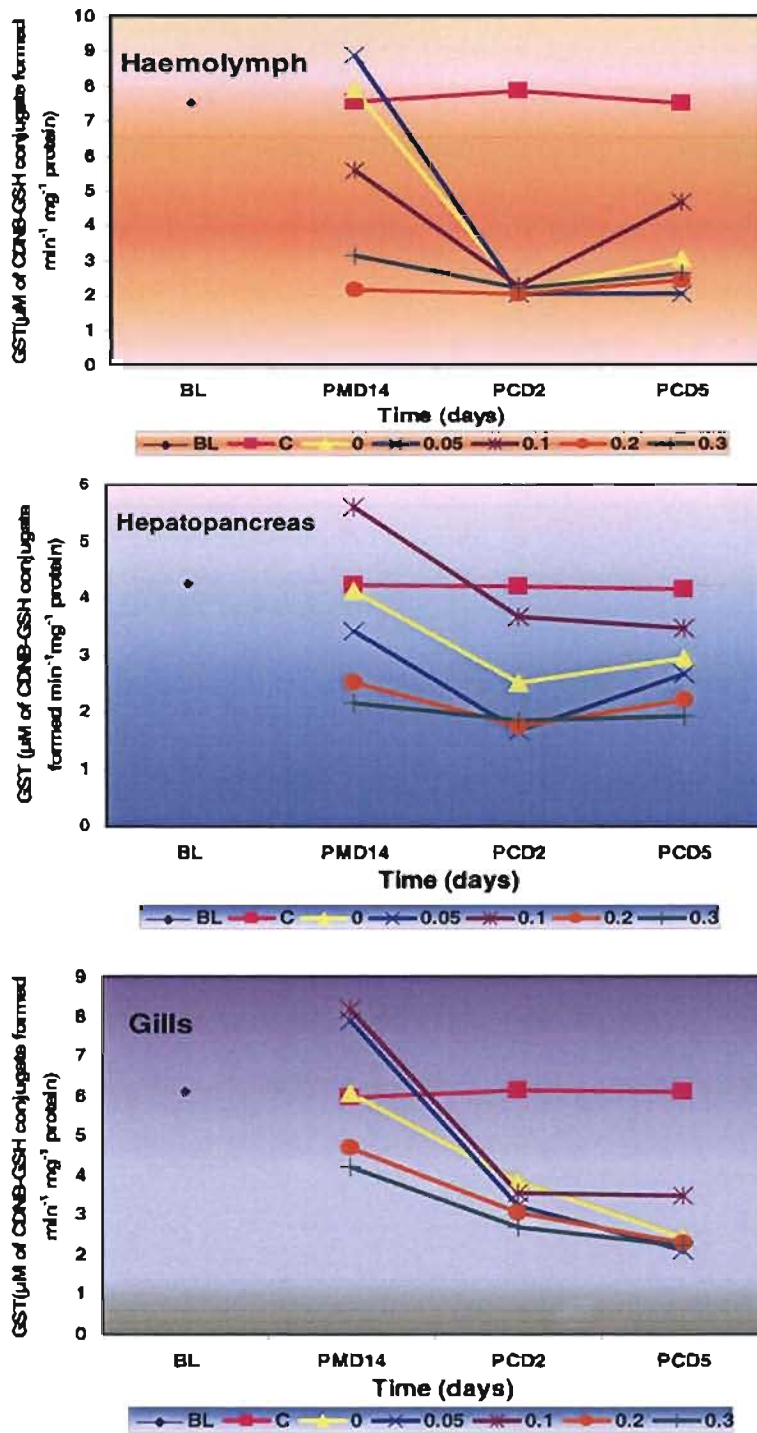 Haemolymph
GST(µM of CDNB-GSH conjugate formed
min⁻¹ mg⁻¹ protein)
10
9
8
7
6
5
4
3
2
1
0
BL PMD14 PCD2 PCD5
Time (days)
BL C 0 0.05 0.1 0.2 0.3
Hepatopancreas
GST (µM of CDNB-GSH conjugate
formed min⁻¹mg⁻¹ protein)
6
5
4
3
2
1
0
BL PMD14 PCD2 PCD5
Time (days)
BL C 0 0.05 0.1 0.2 0.3
Gills
GST(µM of CDNB-GSH conjugate formed
min⁻¹ mg⁻¹ protein)
9
8
7
6
5
4
3
2
1
0
BL PMD14 PCD2 PCD5
Time (days)
BL C 0 0.05 0.1 0.2 0.3